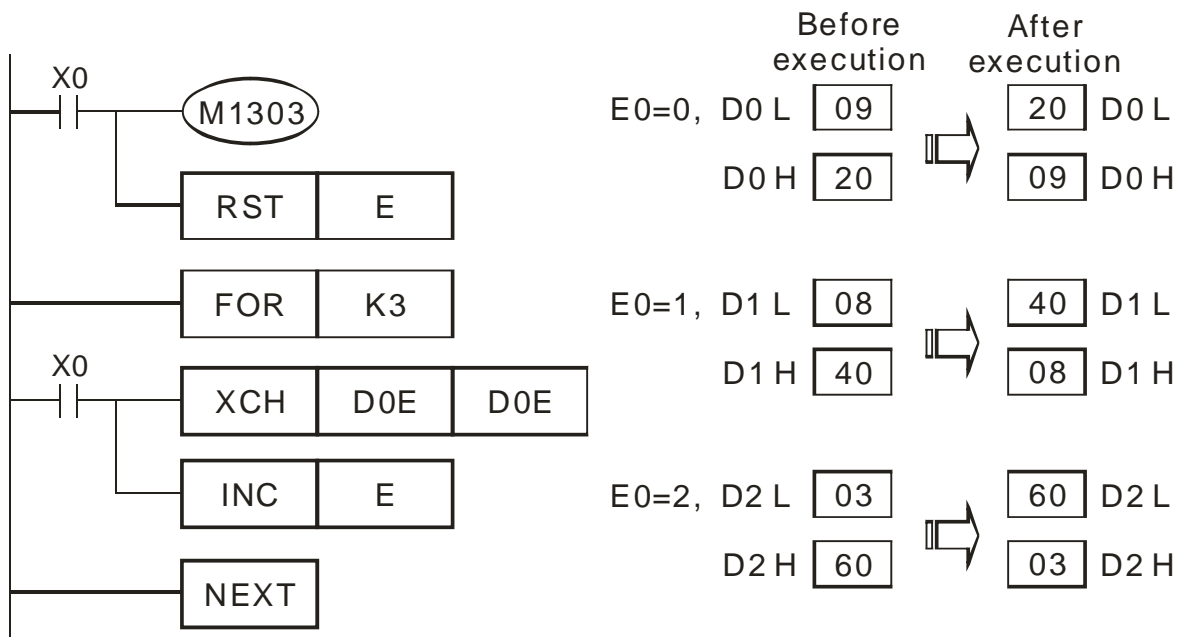 X0
M1303
RST E
FOR K3
X0
XCH D0E D0E
INC E
NEXT
Before execution
After execution
E0=0, D0 L 09 20 D0 L
D0 H 20 09 D0 H
E0=1, D1 L 08 40 D1 L
D1 H 40 08 D1 H
E0=2, D2 L 03 60 D2 L
D2 H 60 03 D2 H